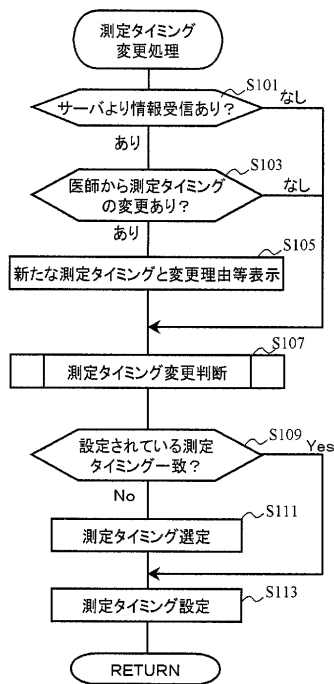 測定タイミング
変更処理
S101
サーバより情報受信あり？
なし
あり
S103
医師から測定タイミング
の変更あり？
なし
あり
S105
新たな測定タイミングと変更理由等表示
S107
測定タイミング変更判断
S109
設定されている測定
タイミング一致？
Yes
No
S111
測定タイミング選定
S113
測定タイミング設定
RETURN